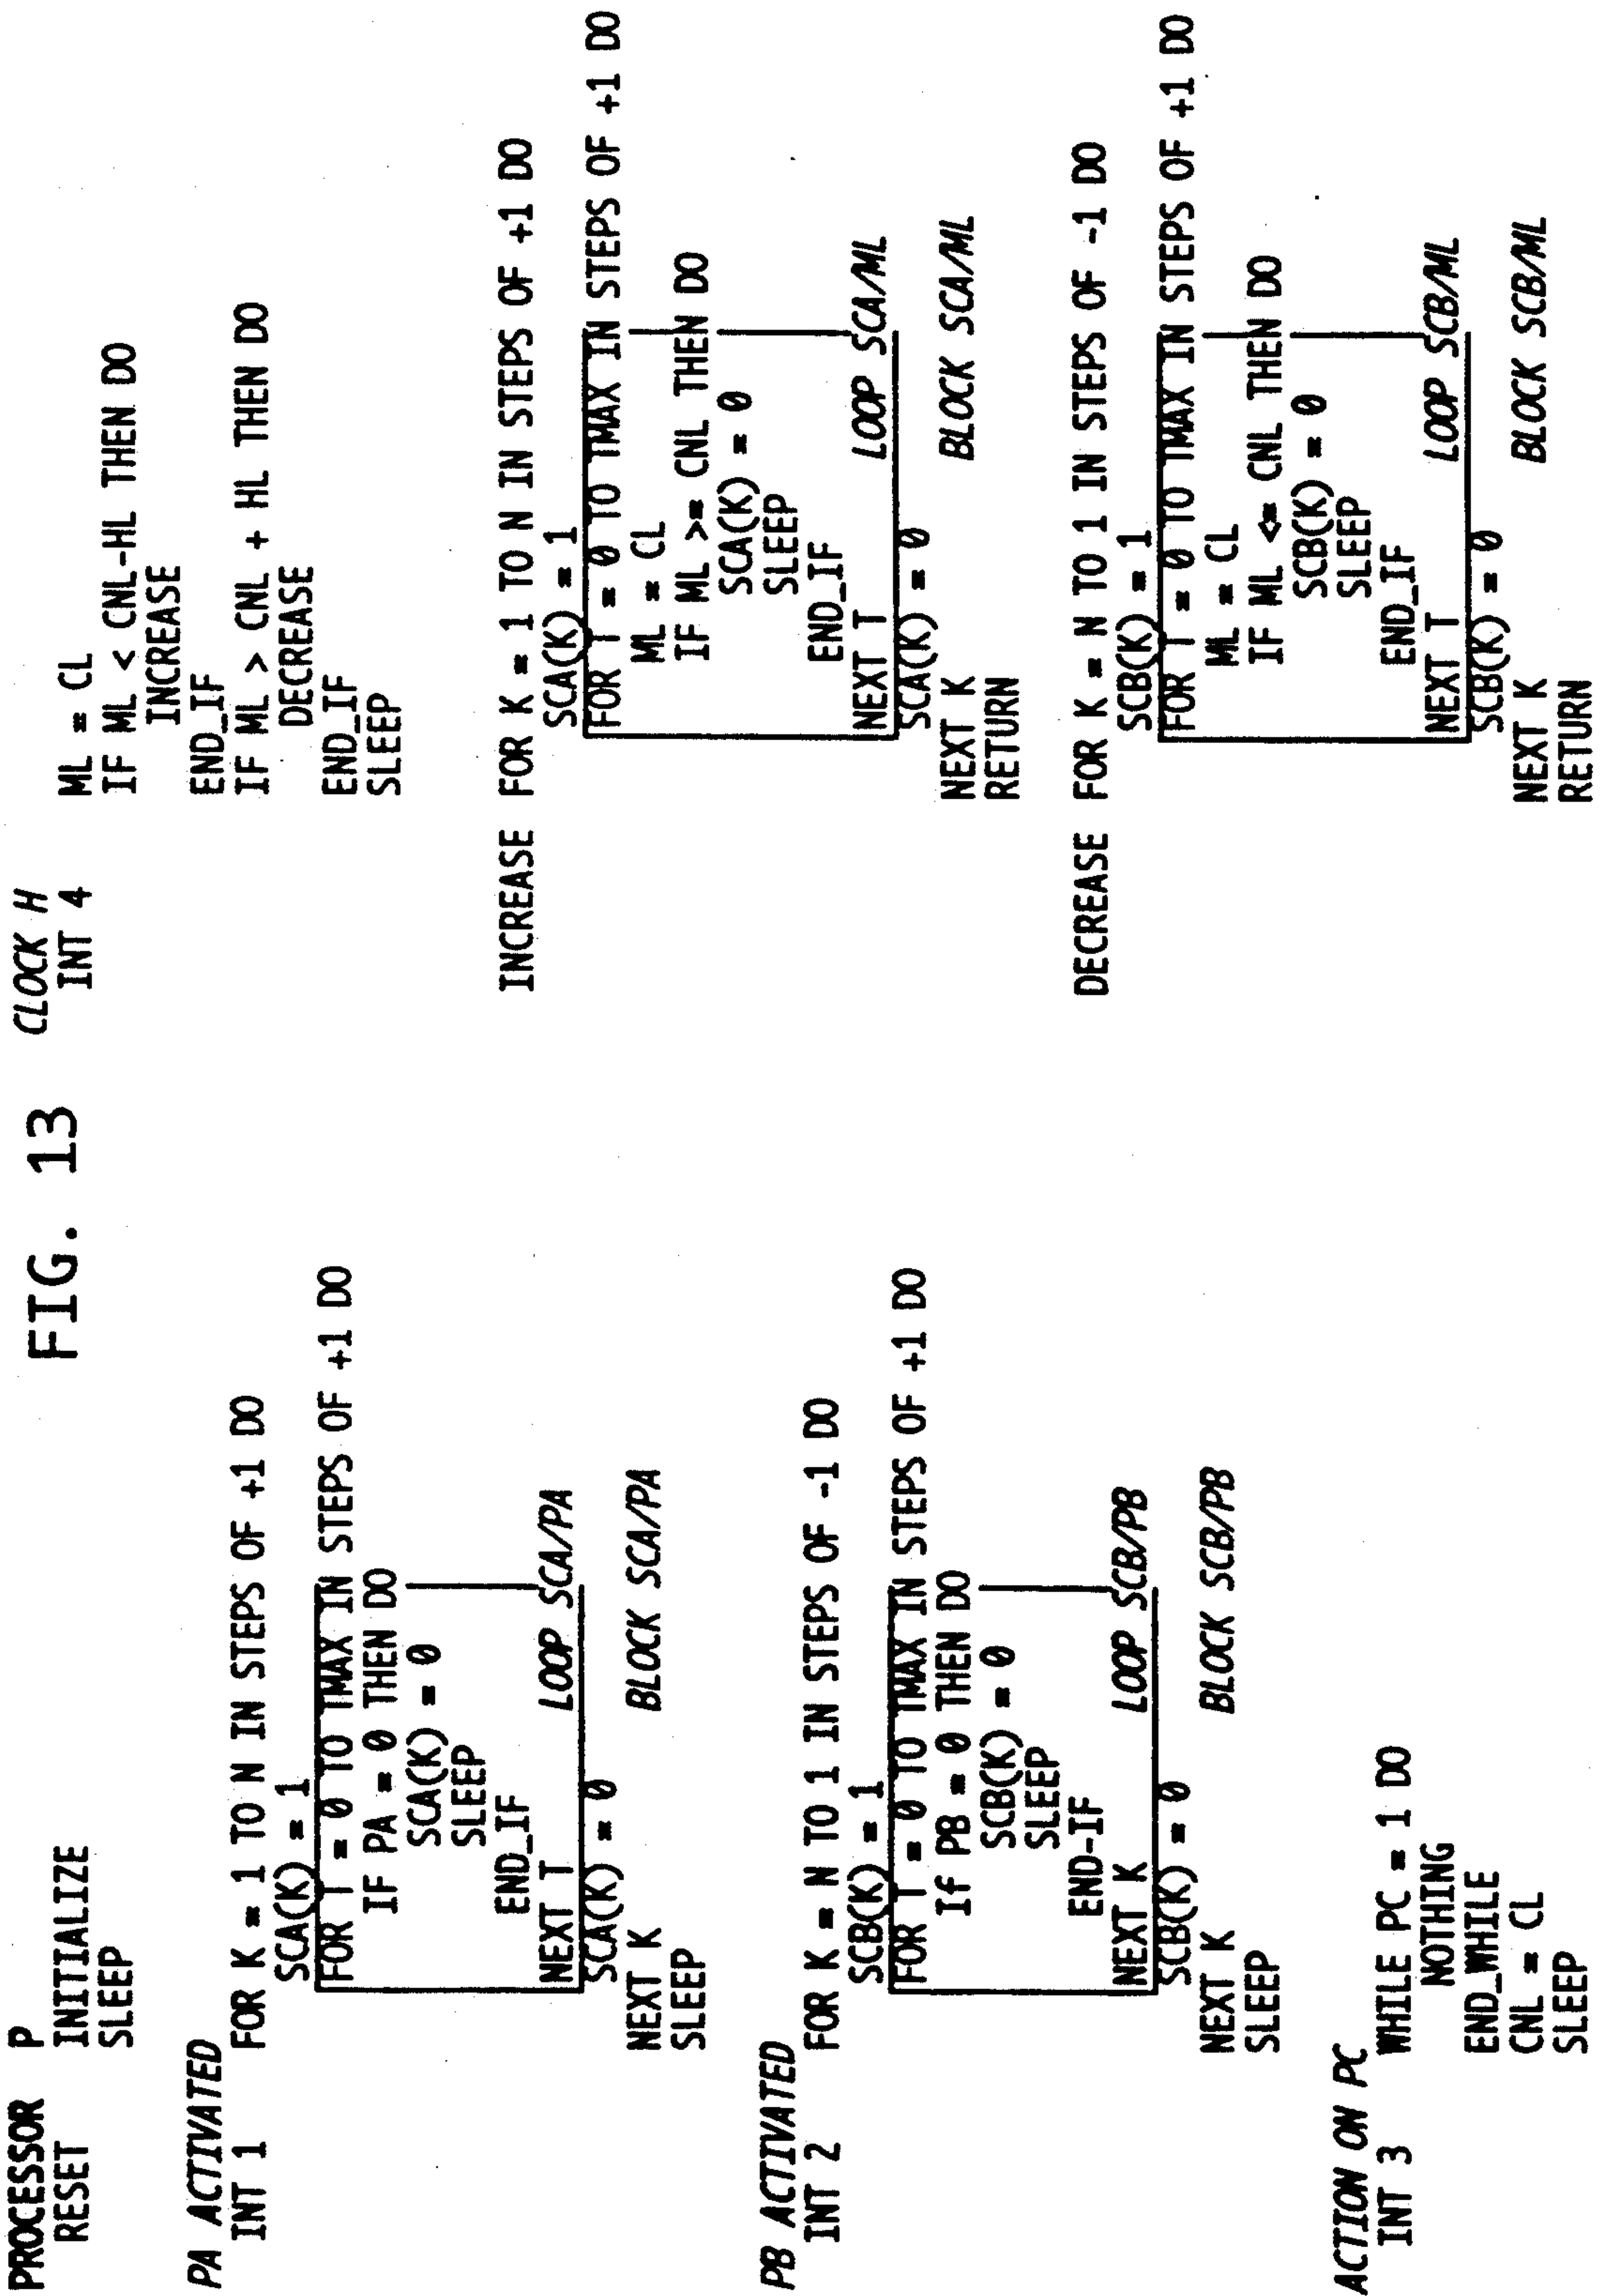 FIG. 13
PROCESSOR P
RESET INITIALIZE
SLEEP
PA ACTIVATED
INT 1 FOR K = 1 TO N IN STEPS OF +1 DO
SCA(K) = 1
FOR T = 0 TO TMAX IN STEPS OF +1 DO
IF PA = 0 THEN DO
SCA(K) = 0
SLEEP
END_IF
NEXT T LOOP SCA/PA
SCA(K) = 0
NEXT K BLOCK SCA/PA
SLEEP
PB ACTIVATED
INT 2 FOR K = N TO 1 IN STEPS OF -1 DO
SCB(K) = 1
FOR T = 0 TO TMAX IN STEPS OF +1 DO
If PB = 0 THEN DO
SCB(K) = 0
SLEEP
END-IF
NEXT K LOOP SCB/PB
SCB(K) = 0
NEXT K BLOCK SCB/PB
SLEEP
ACTION ON PC
INT 3 WHILE PC = 1 DO
NOTHING
END_WHILE
CNL = CL
SLEEP
CLOCK H
INT 4
ML = CL
IF ML < CNL-HL THEN DO
INCREASE
END_IF
IF ML > CNL + HL THEN DO
DECREASE
END_IF
SLEEP
INCREASE FOR K = 1 TO N IN STEPS OF +1 DO
SCA(K) = 1
FOR T = 0 TO TMAX IN STEPS OF +1 DO
ML = CL
IF ML >= CNL THEN DO
SCA(K) = 0
SLEEP
END_IF
NEXT T LOOP SCA/ML
SCA(K) = 0
NEXT K BLOCK SCA/ML
RETURN
DECREASE FOR K = N TO 1 IN STEPS OF -1 DO
SCB(K) = 1
FOR T = 0 TO TMAX IN STEPS OF +1 DO
ML = CL
IF ML <= CNL THEN DO
SCB(K) = 0
SLEEP
END_IF
NEXT T LOOP SCB/ML
SCB(K) = 0
NEXT K BLOCK SCB/ML
RETURN